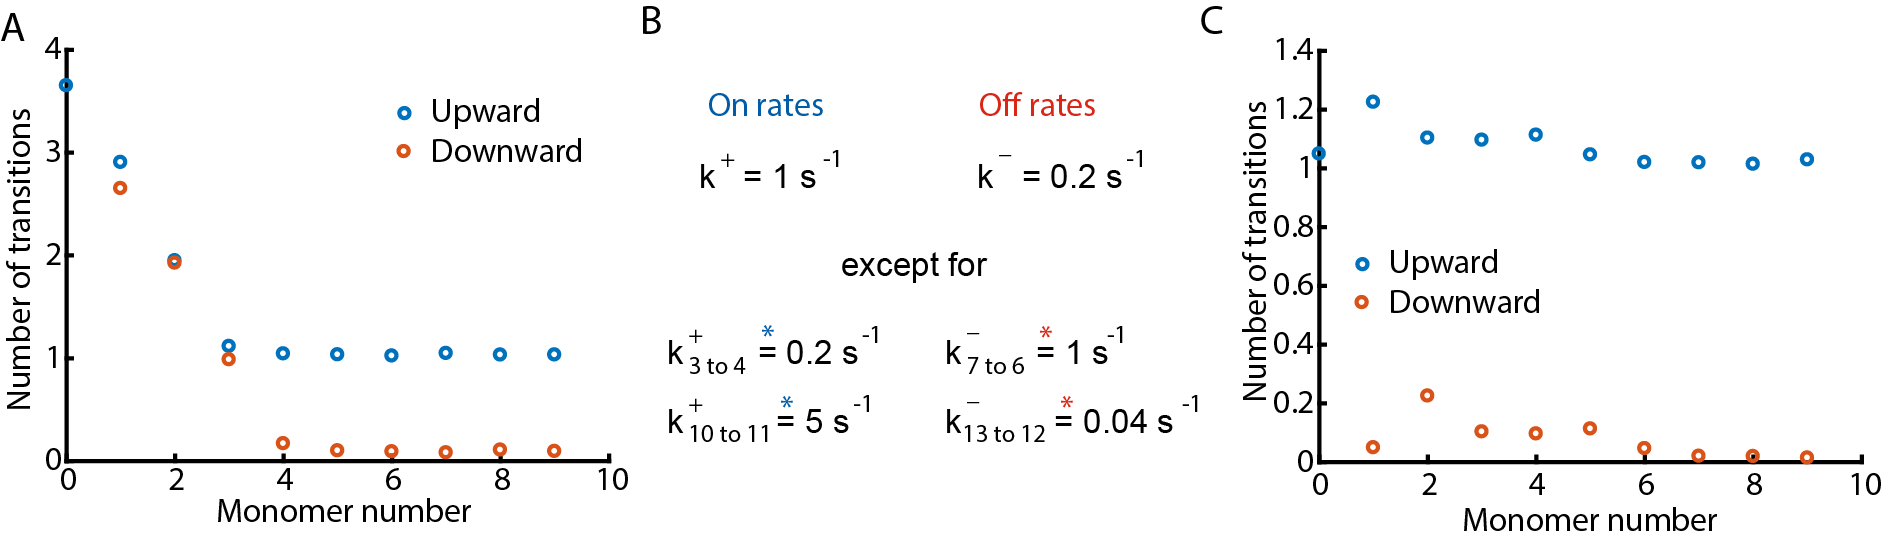 A
4
3
2
1
0
0
2
4
6
8
10
Number of transitions
Monomer number
Upward
Downward
B
On rates
Off rates
k⁺ = 1 s⁻¹
k⁻ = 0.2 s⁻¹
except for
k⁺ 3 to 4 *= 0.2 s⁻¹
k⁻ 7 to 6 *= 1 s⁻¹
k⁺ 10 to 11 *= 5 s⁻¹
k⁻ 13 to 12 *= 0.04 s⁻¹
C
1.4
1.2
1
0.8
0.6
0.4
0.2
0
0
2
4
6
8
10
Number of transitions
Monomer number
Upward
Downward